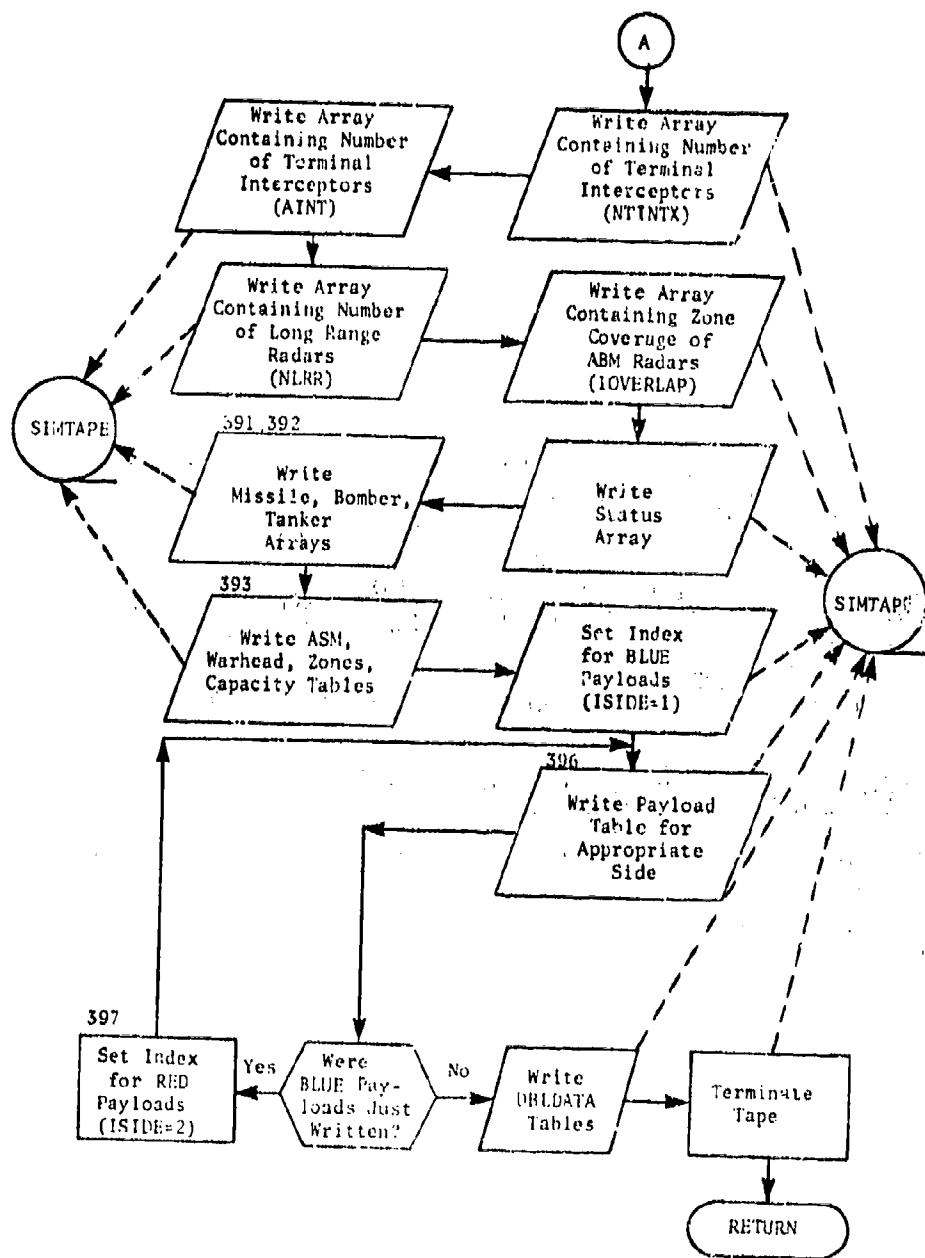 A
Write Array
Containing Number
of Terminal
Interceptors
(AINT)
Write Array
Containing Number
of Terminal
Interceptors
(NTINTX)
Write Array
Containing Number
of Long Range
Radars
(NLRR)
Write Array
Containing Zone
Coverage of
ABM Radars
(IOVERLAP)
SIMTAPE
391,392
Write
Missile, Bomber,
Tanker
Arrays
Write
Status
Array
SIMTAPE
393
Write ASM,
Warhead, Zones,
Capacity Tables
Set Index
for BLUE
Payloads
(ISIDE=1)
396
Write Payload
Table for
Appropriate
Side
397
Set Index
for RED
Payloads
(ISIDE=2)
Yes
Were
BLUE Pay-
loads Just
Written?
No
Write
DBLDATA
Tables
Terminate
Tape
RETURN